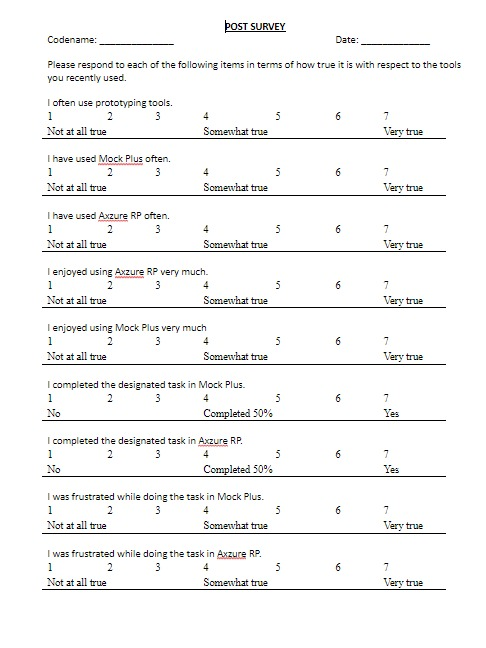 POST SURVEY
Codename: ______________ Date: _____________
Please respond to each of the following items in terms of how true it is with respect to the tools
you recently used.
I often use prototyping tools.
1 2 3 4 5 6 7
Not at all true Somewhat true Very true
I have used Mock Plus often.
1 2 3 4 5 6 7
Not at all true Somewhat true Very true
I have used Axzure RP often.
1 2 3 4 5 6 7
Not at all true Somewhat true Very true
I enjoyed using Axzure RP very much.
1 2 3 4 5 6 7
Not at all true Somewhat true Very true
I enjoyed using Mock Plus very much
1 2 3 4 5 6 7
Not at all true Somewhat true Very true
I completed the designated task in Mock Plus.
1 2 3 4 5 6 7
No Completed 50% Yes
I completed the designated task in Axzure RP.
1 2 3 4 5 6 7
No Completed 50% Yes
I was frustrated while doing the task in Mock Plus.
1 2 3 4 5 6 7
Not at all true Somewhat true Very true
I was frustrated while doing the task in Axzure RP.
1 2 3 4 5 6 7
Not at all true Somewhat true Very true